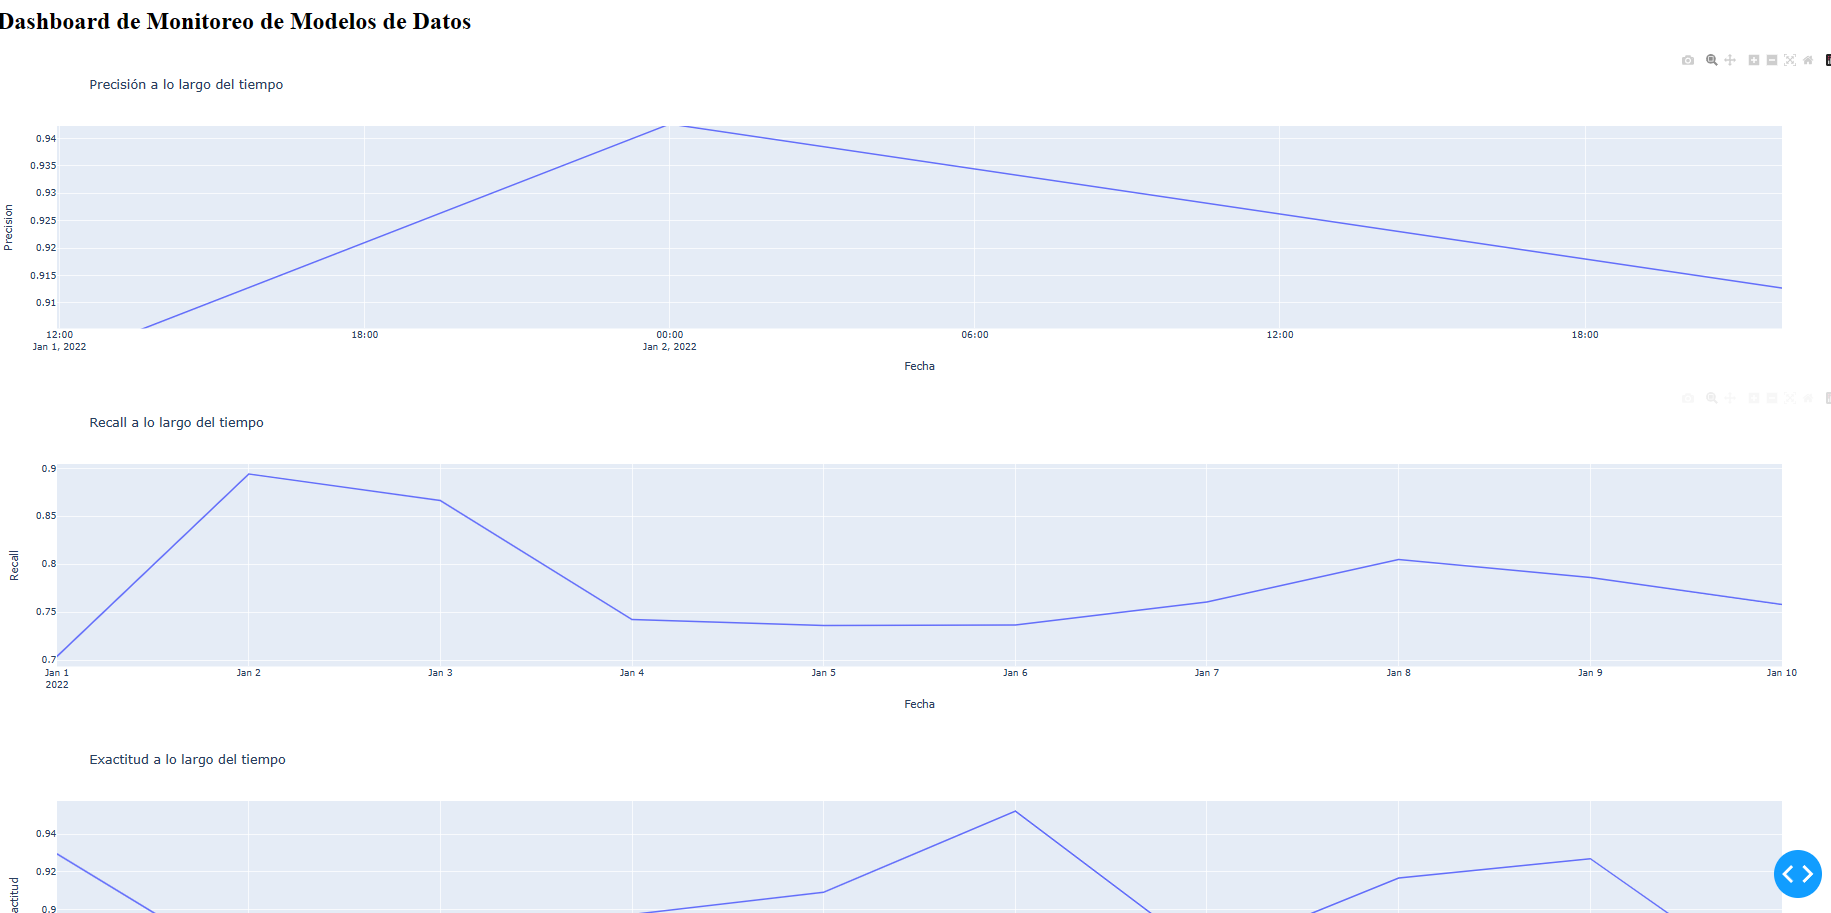 Dashboard de Monitoreo de Modelos de Datos
Precisión a lo largo del tiempo
Precision
0.94
0.935
0.93
0.925
0.92
0.915
0.91
12:00 18:00 00:00 06:00 12:00 18:00
Jan 1, 2022 Jan 2, 2022
Fecha
Recall a lo largo del tiempo
Recall
0.9
0.85
0.8
0.75
0.7
Jan 1 Jan 2 Jan 3 Jan 4 Jan 5 Jan 6 Jan 7 Jan 8 Jan 9 Jan 10
2022
Fecha
Exactitud a lo largo del tiempo
actitud
0.94
0.92
0.9